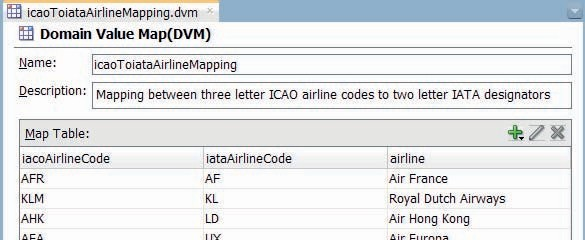 icaoToiataAirlineMapping.dvm
Domain Value Map(DVM)
Name: icaoToiataAirlineMapping
Description: Mapping between three letter ICAO airline codes to two letter IATA designators
Map Table:
iacoAirlineCode iataAirlineCode airline
AFR AF Air France
KLM KL Royal Dutch Airways
AHK LD Air Hong Kong
AEA UX Air Europa